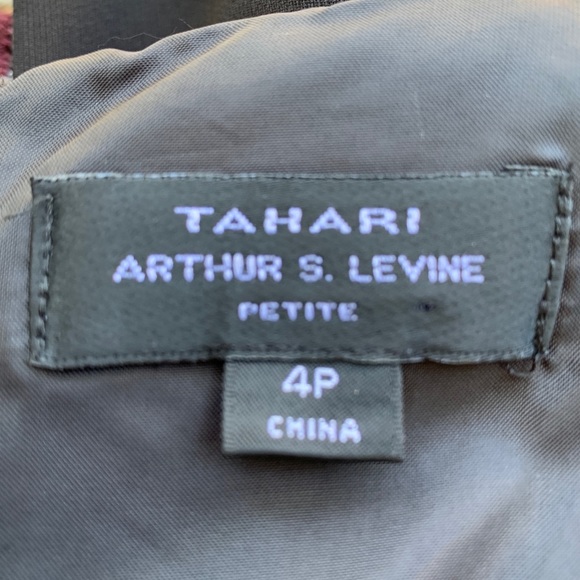 TAHARI
ARTHUR S. LEVINE
PETITE
4P
CHINA